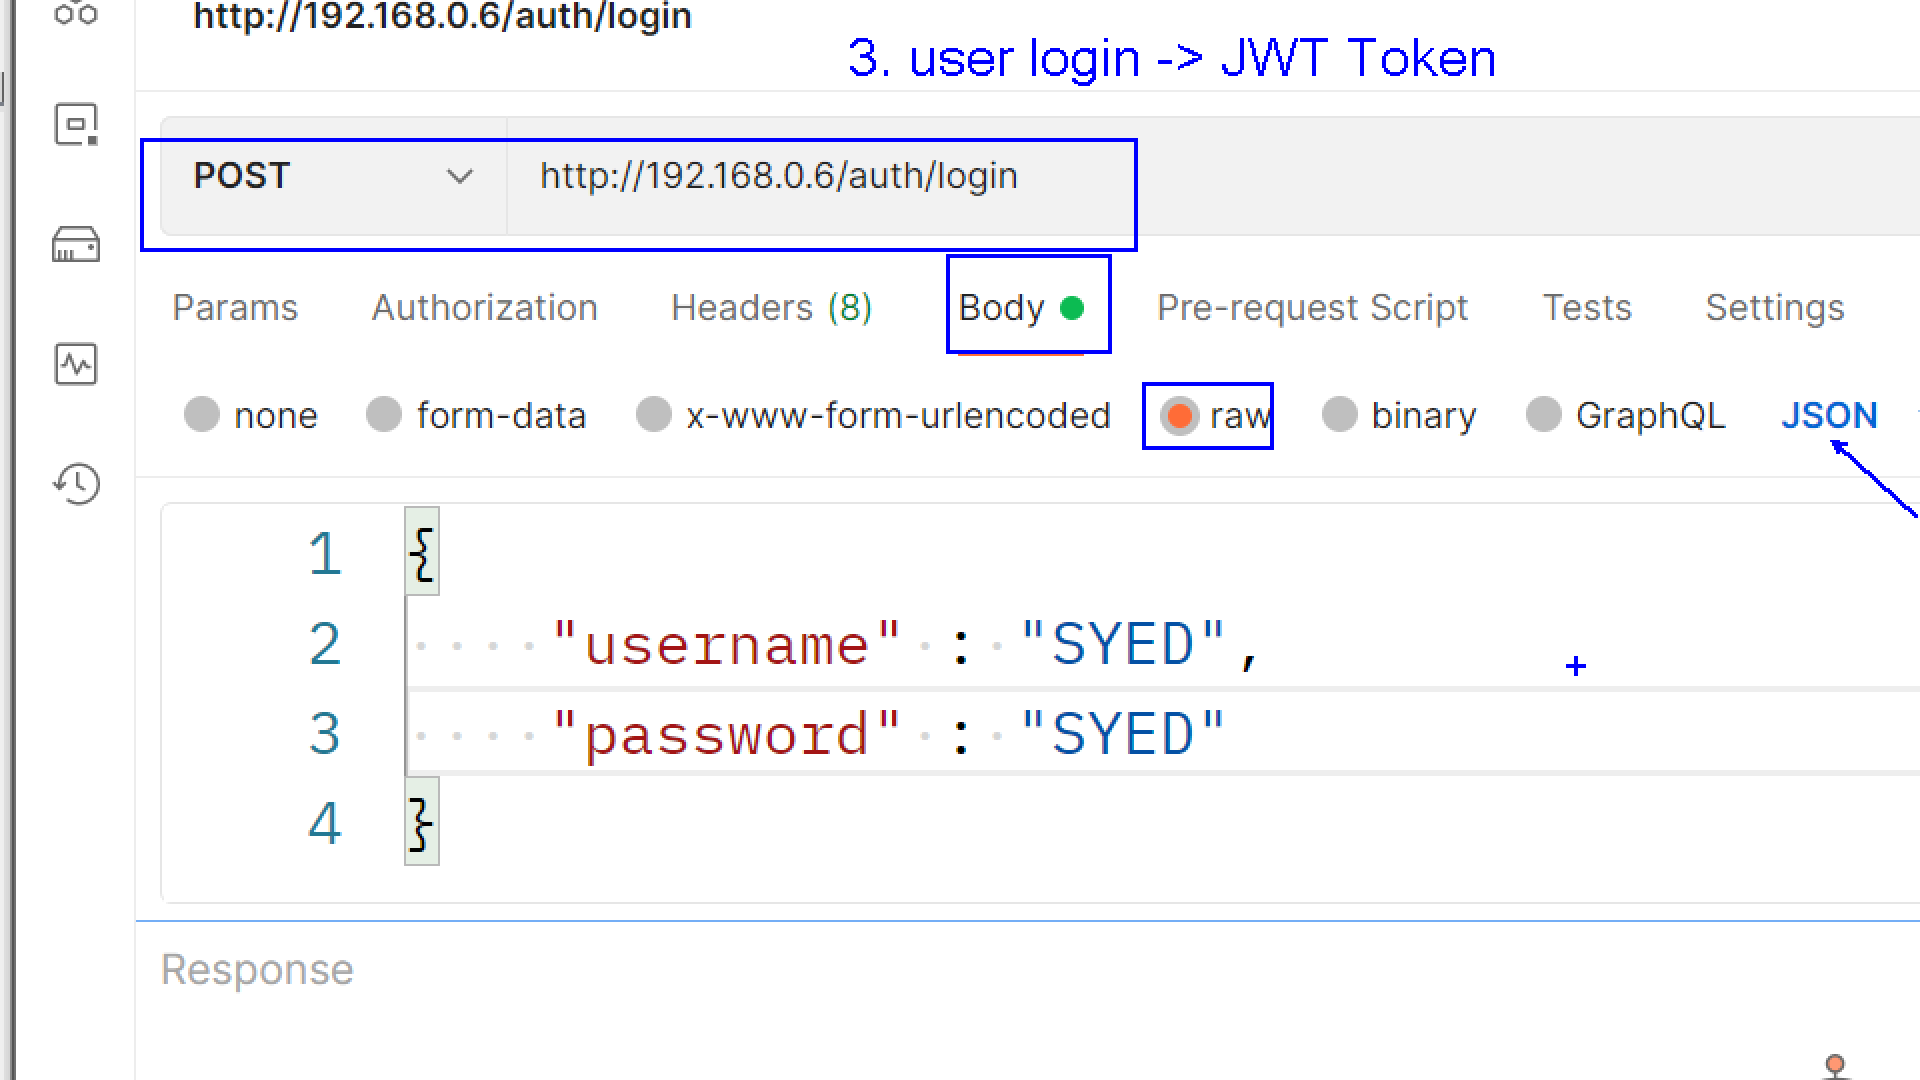 http://192.168.0.6/auth/login
3. user login -> JWT Token
POST http://192.168.0.6/auth/login
Params Authorization Headers (8) Body Pre-request Script Tests Settings
none form-data x-www-form-urlencoded raw binary GraphQL JSON
1 {
2 "username" : "SYED",
3 "password" : "SYED"
4 }
Response